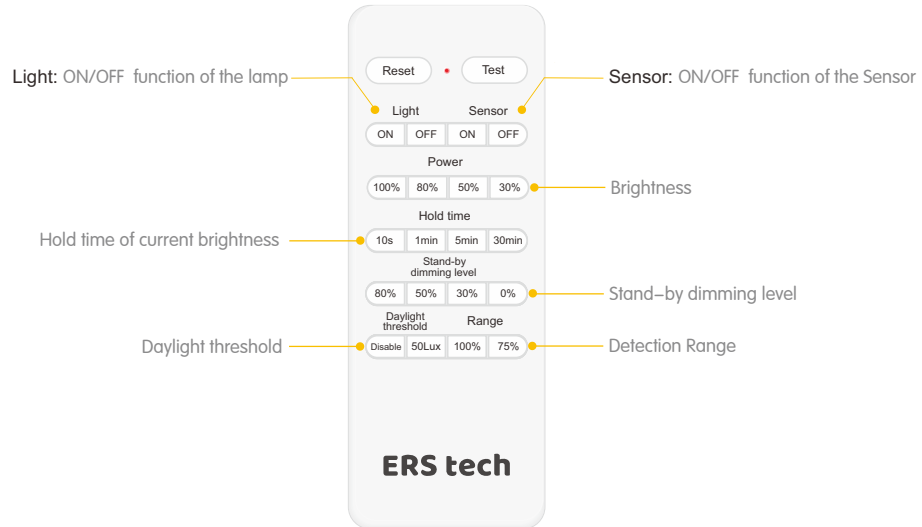 Reset Test
Light: ON/OFF function of the lamp
Sensor: ON/OFF function of the Sensor
Light Sensor
ON OFF ON OFF
Power
100% 80% 50% 30%
Brightness
Hold time
Hold time of current brightness
10s 1min 5min 30min
Stand-by
dimming level
80% 50% 30% 0%
Stand-by dimming level
Daylight
threshold
Range
Daylight threshold
Disable 50Lux 100% 75%
Detection Range
ERS tech